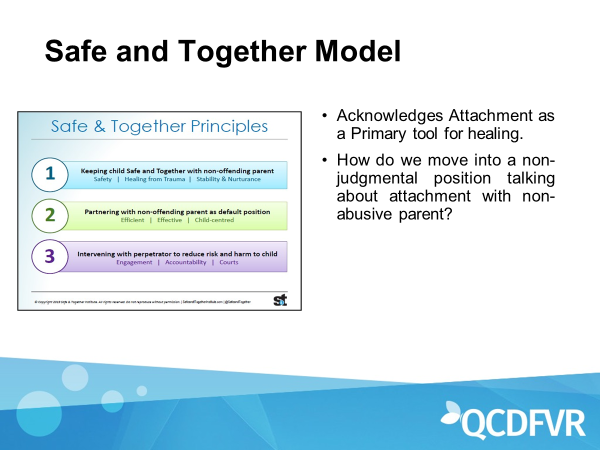 Safe and Together Model
Safe & Together Principles
1
Keeping child Safe and Together with non-offending parent
Safety | Healing from Trauma | Stability & Nurturance
2
Partnering with non-offending parent as default position
Efficient | Effective | Child-centred
3
Intervening with perpetrator to reduce risk and harm to child
Engagement | Accountability | Courts
st
• Acknowledges Attachment as
a Primary tool for healing.
• How do we move into a non-
judgmental position talking
about attachment with non-
abusive parent?
QCDFVR